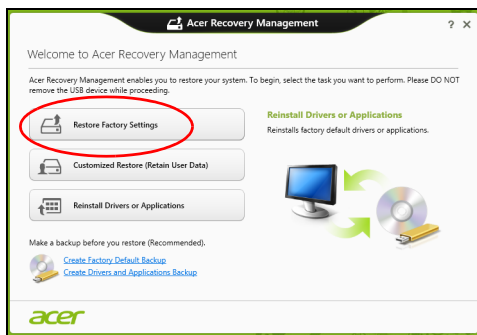 Acer Recovery Management
? X
Welcome to Acer Recovery Management
Acer Recovery Management enables you to restore your system. To begin, select the task you want to perform. Please DO NOT
remove the USB device while proceeding.
Restore Factory Settings
Customized Restore (Retain User Data)
Reinstall Drivers or Applications
Reinstall Drivers or Applications
Reinstalls factory default drivers or applications.
Make a backup before you restore (Recommended).
Create Factory Default Backup
Create Drivers and Applications Backup
acer